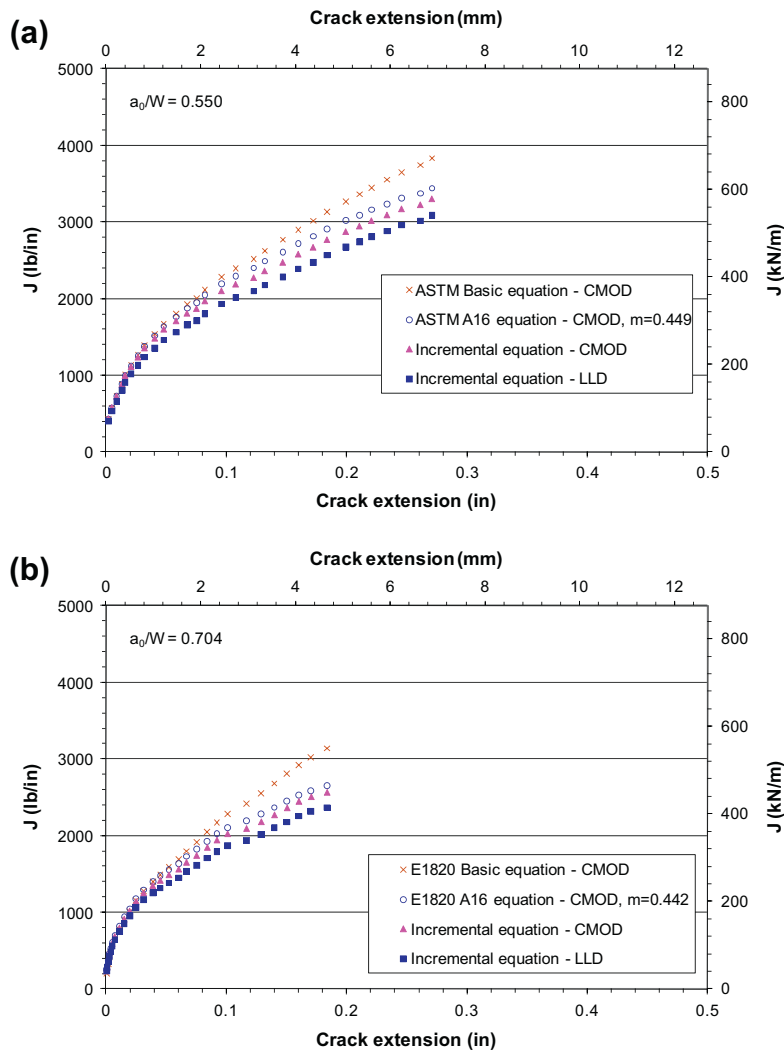 (a)
Crack extension (mm)
0 2 4 6 8 10 12
a0/W = 0.550
5000
4000
3000
2000
1000
0
J (lb/in)
800
600
400
200
0
J (kN/m)
ASTM Basic equation - CMOD
ASTM A16 equation - CMOD, m=0.449
Incremental equation - CMOD
Incremental equation - LLD
0 0.1 0.2 0.3 0.4 0.5
Crack extension (in)
(b)
Crack extension (mm)
0 2 4 6 8 10 12
a0/W = 0.704
5000
4000
3000
2000
1000
0
J (lb/in)
800
600
400
200
0
J (kN/m)
E1820 Basic equation - CMOD
E1820 A16 equation - CMOD, m=0.442
Incremental equation - CMOD
Incremental equation - LLD
0 0.1 0.2 0.3 0.4 0.5
Crack extension (in)